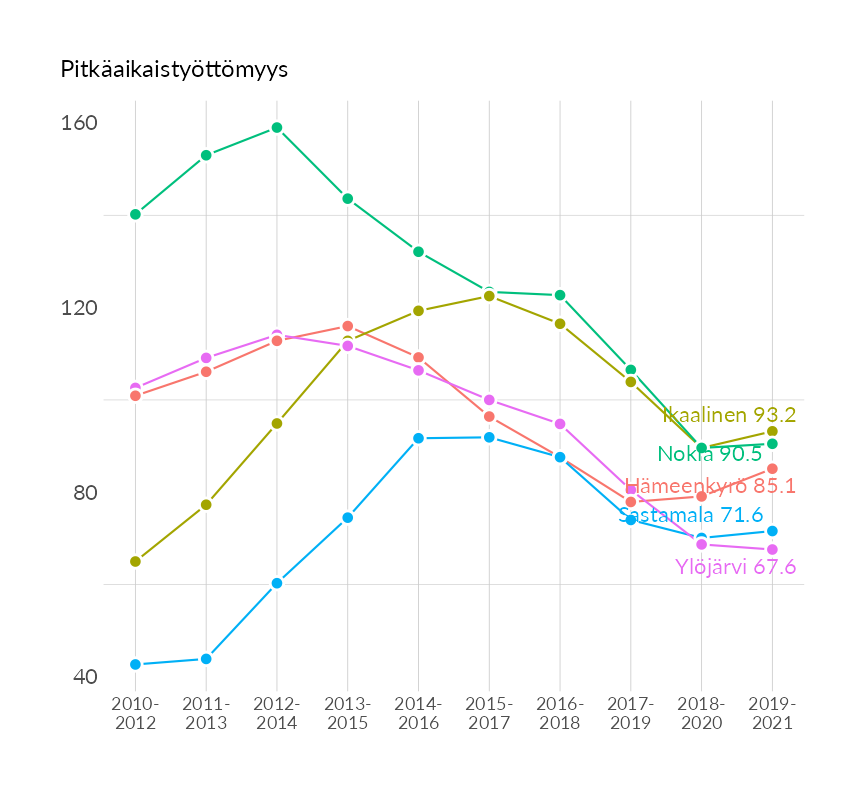 Pitkäaikaistyöttömyys
160
120
80
40
Ikaalinen 93.2
Nokia 90.5
Hämeenkyrö 85.1
Sastamala 71.6
Ylöjärvi 67.6
2010- 2011- 2012- 2013- 2014- 2015- 2016- 2017- 2018- 2019-
2012 2013 2014 2015 2016 2017 2018 2019 2020 2021